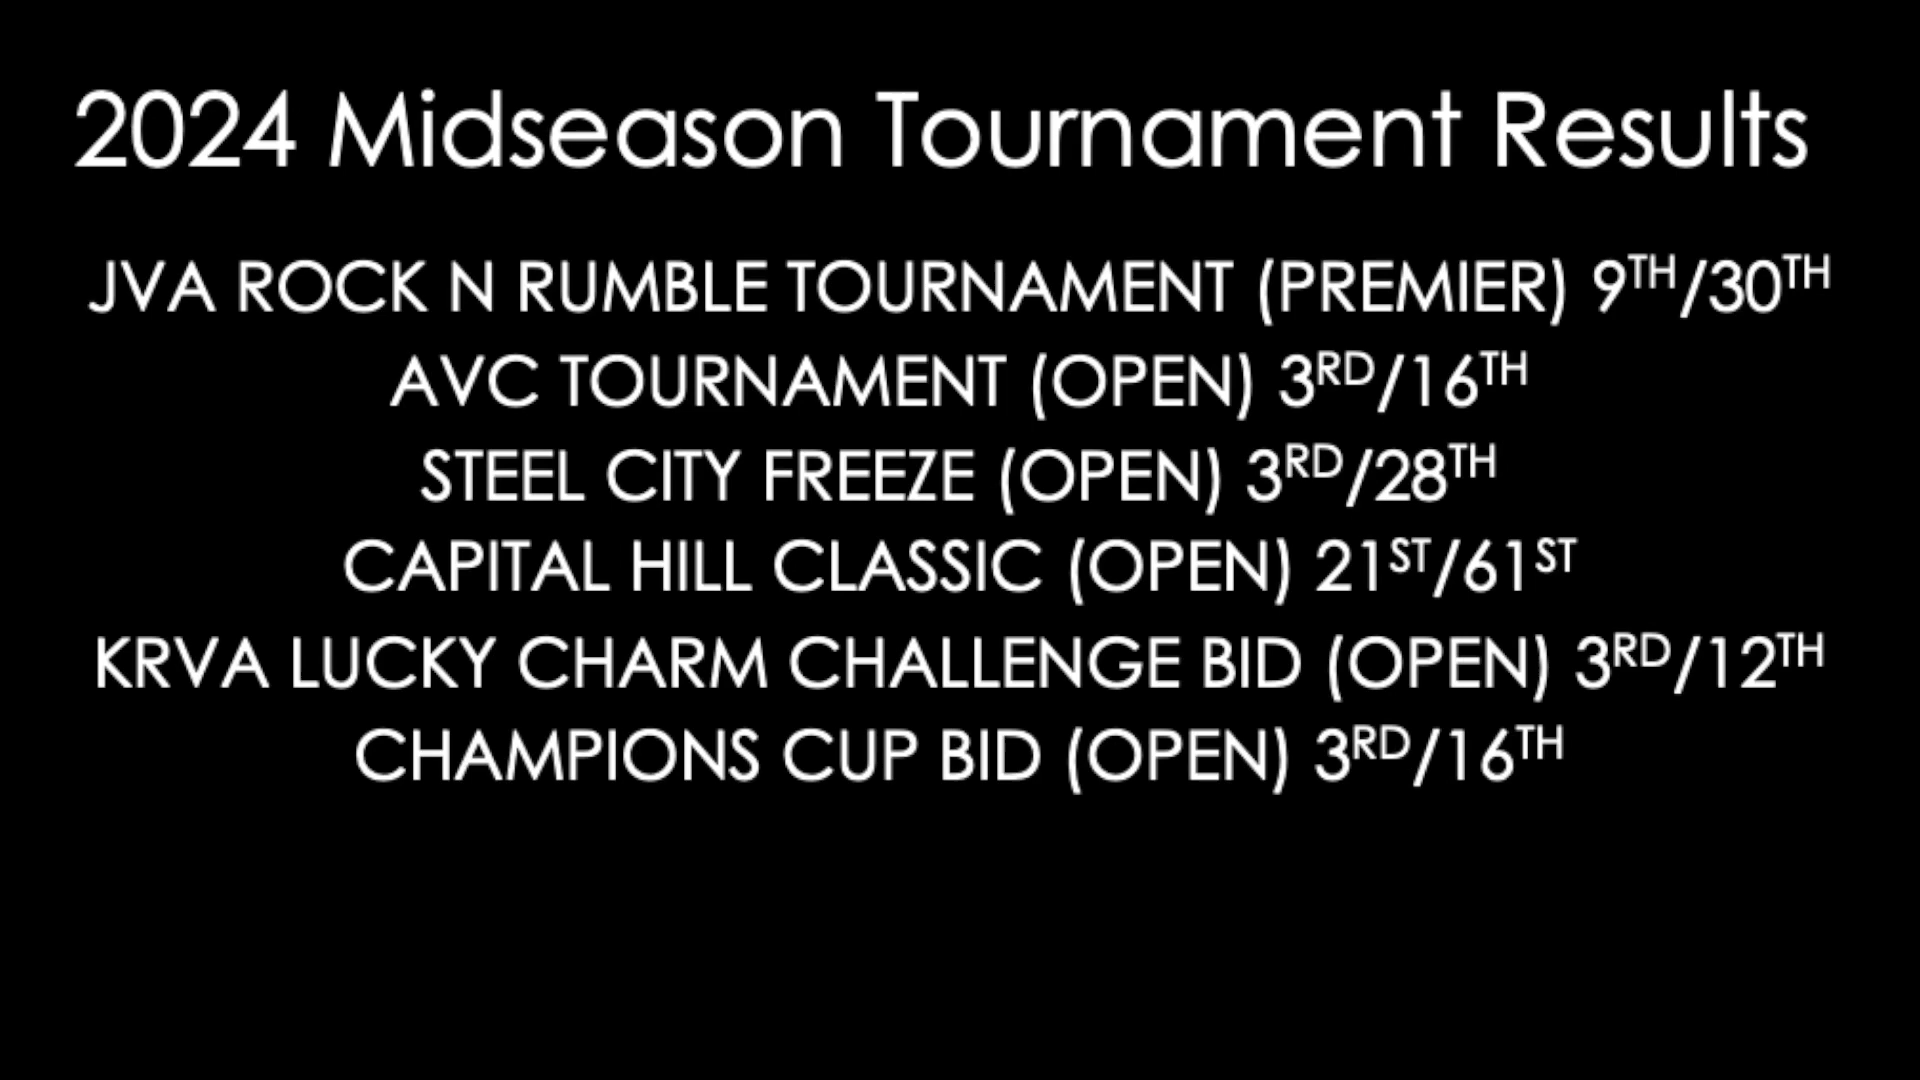 2024 Midseason Tournament Results
JVA ROCK N RUMBLE TOURNAMENT (PREMIER) 9TH/30TH
AVC TOURNAMENT (OPEN) 3RD/16TH
STEEL CITY FREEZE (OPEN) 3RD/28TH
CAPITAL HILL CLASSIC (OPEN) 21ST/61ST
KRVA LUCKY CHARM CHALLENGE BID (OPEN) 3RD/12TH
CHAMPIONS CUP BID (OPEN) 3RD/16TH